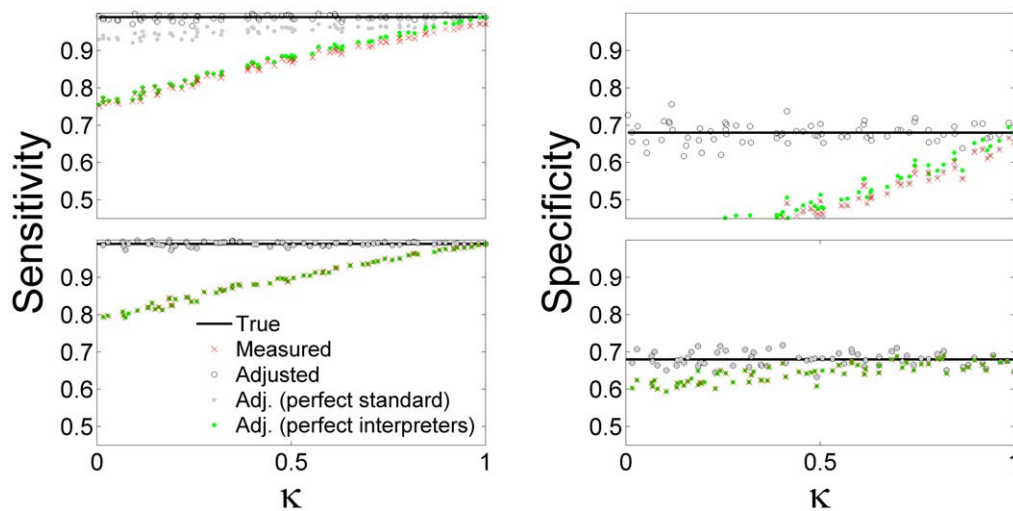 0.9
0.8
0.7
0.6
0.5
0.9
0.8
0.7
0.6
0.5
Sensitivity
True
Measured
Adjusted
Adj. (perfect standard)
Adj. (perfect interpreters)
0 0.5 1
κ
0.9
0.8
0.7
0.6
0.5
0.9
0.8
0.7
0.6
0.5
Specificity
0 0.5 1
κ